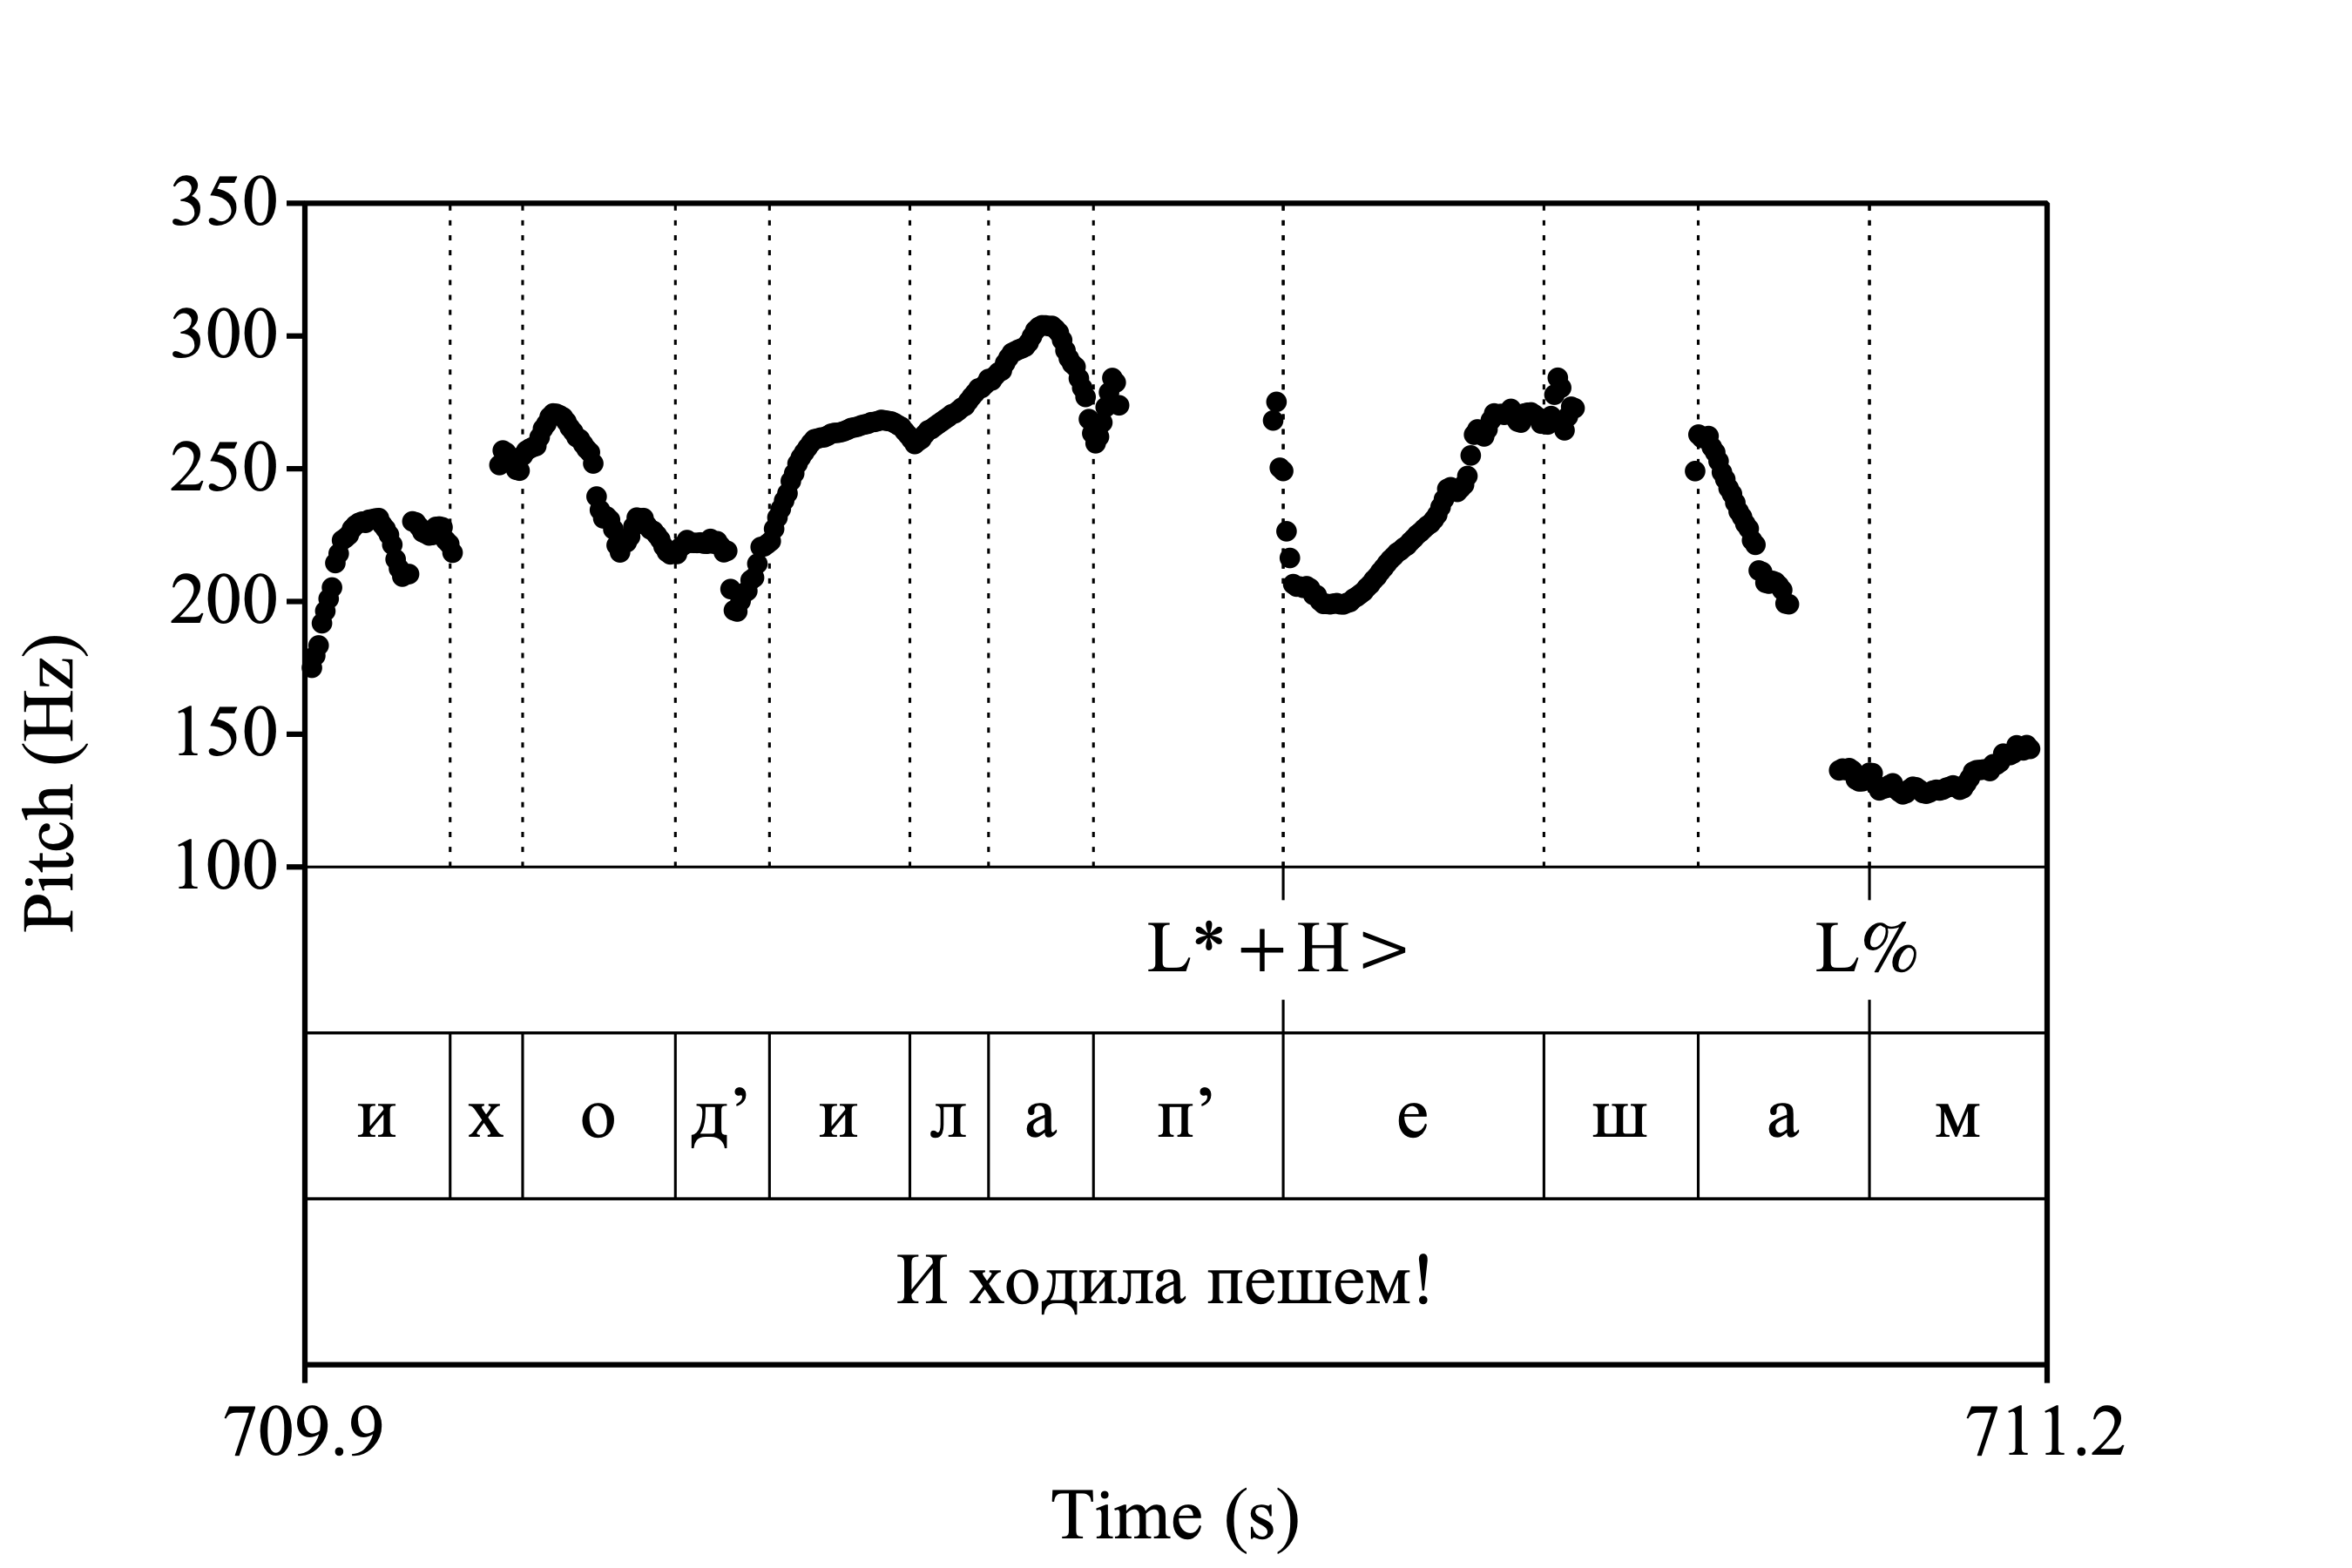 350
300
250
200
150
100
Pitch (Hz)
L*+H> L%
и х о д’ и л а п’ е ш а м
И ходила пешем!
709.9 711.2
Time (s)